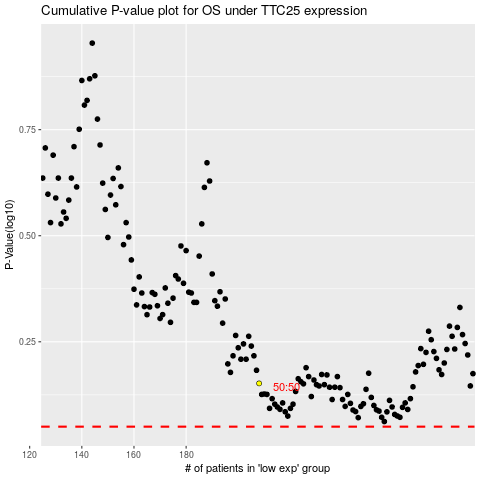 Cumulative P-value plot for OS under TTC25 expression
P-Value(log10)
0.75
0.50
0.25
50:50
120
140
160
180
# of patients in 'low exp' group